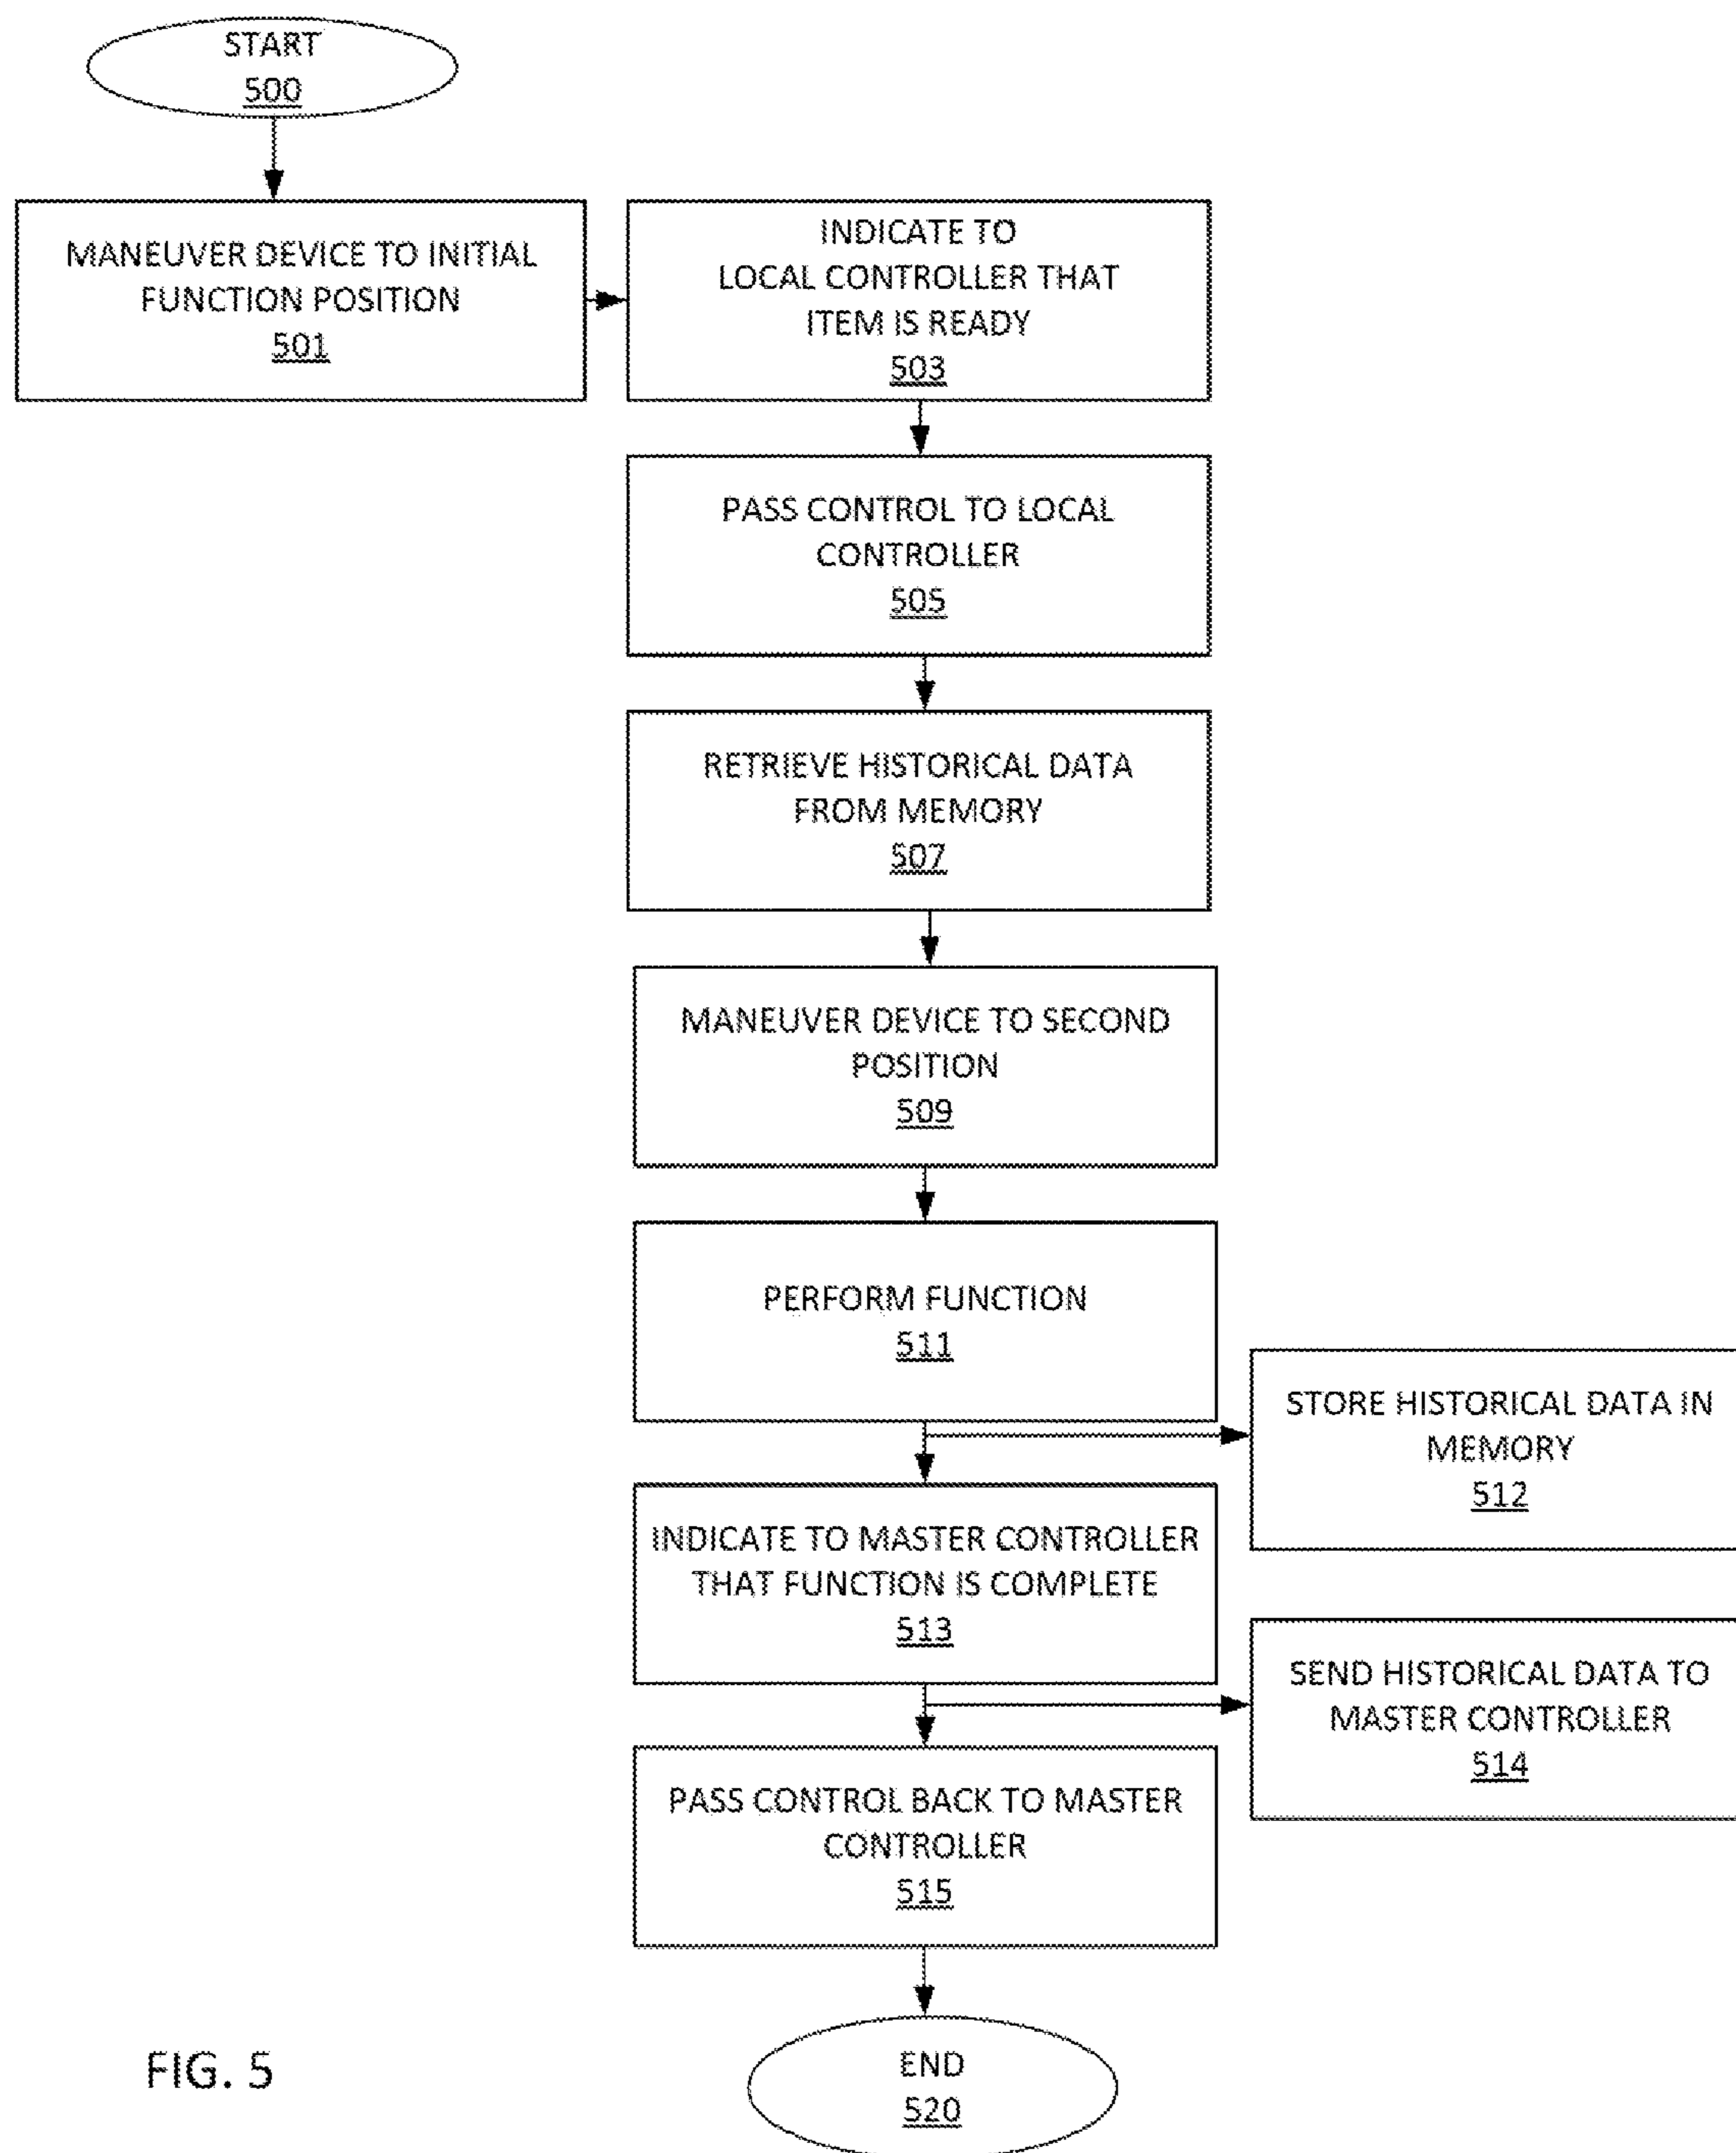 START
500
MANEUVER DEVICE TO INITIAL
FUNCTION POSITION
501
INDICATE TO
LOCAL CONTROLLER THAT
ITEM IS READY
503
PASS CONTROL TO LOCAL
CONTROLLER
505
RETRIEVE HISTORICAL DATA
FROM MEMORY
507
MANEUVER DEVICE TO SECOND
POSITION
509
PERFORM FUNCTION
511
STORE HISTORICAL DATA IN
MEMORY
512
INDICATE TO MASTER CONTROLLER
THAT FUNCTION IS COMPLETE
513
SEND HISTORICAL DATA TO
MASTER CONTROLLER
514
PASS CONTROL BACK TO MASTER
CONTROLLER
515
END
520
FIG. 5